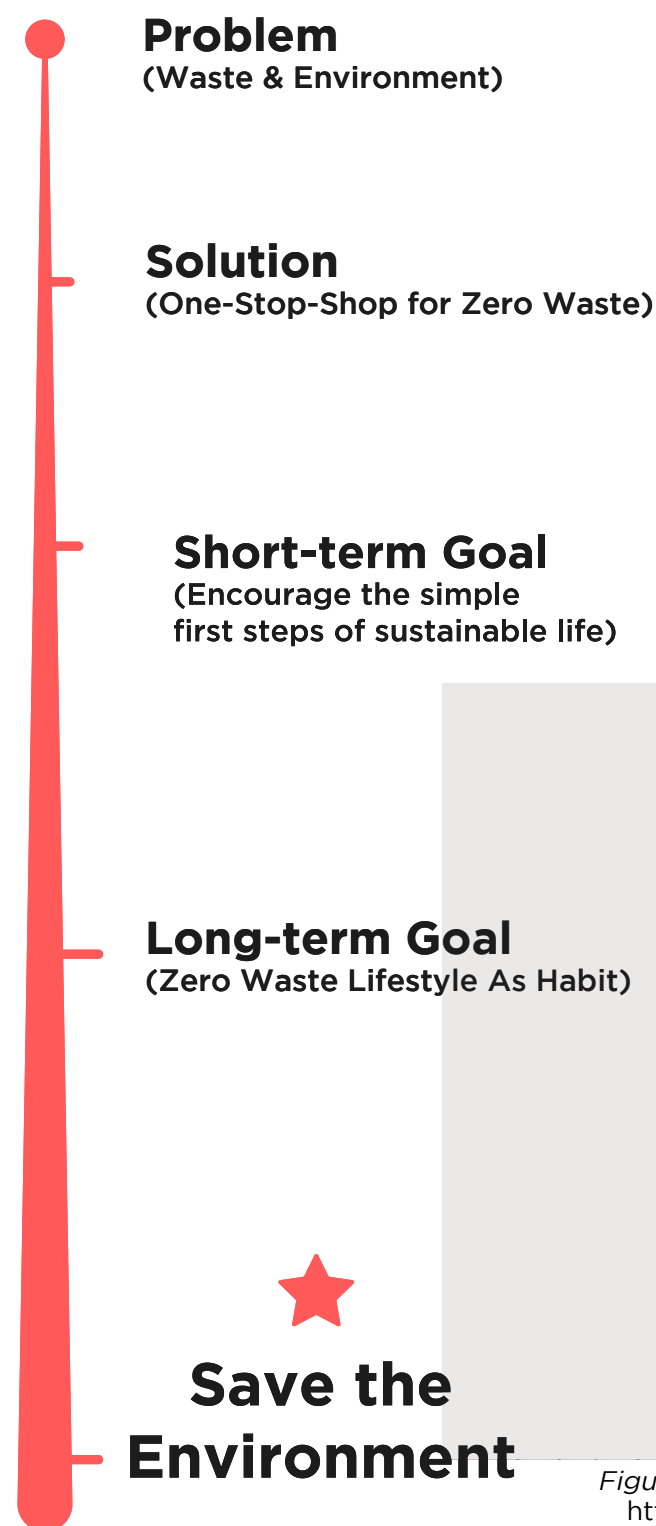 Problem
(Waste & Environment)
Solution
(One-Stop-Shop for Zero Waste)
Short-term Goal
(Encourage the simple
first steps of sustainable life)
Long-term Goal
(Zero Waste Lifestyle As Habit)
Save the
Environment